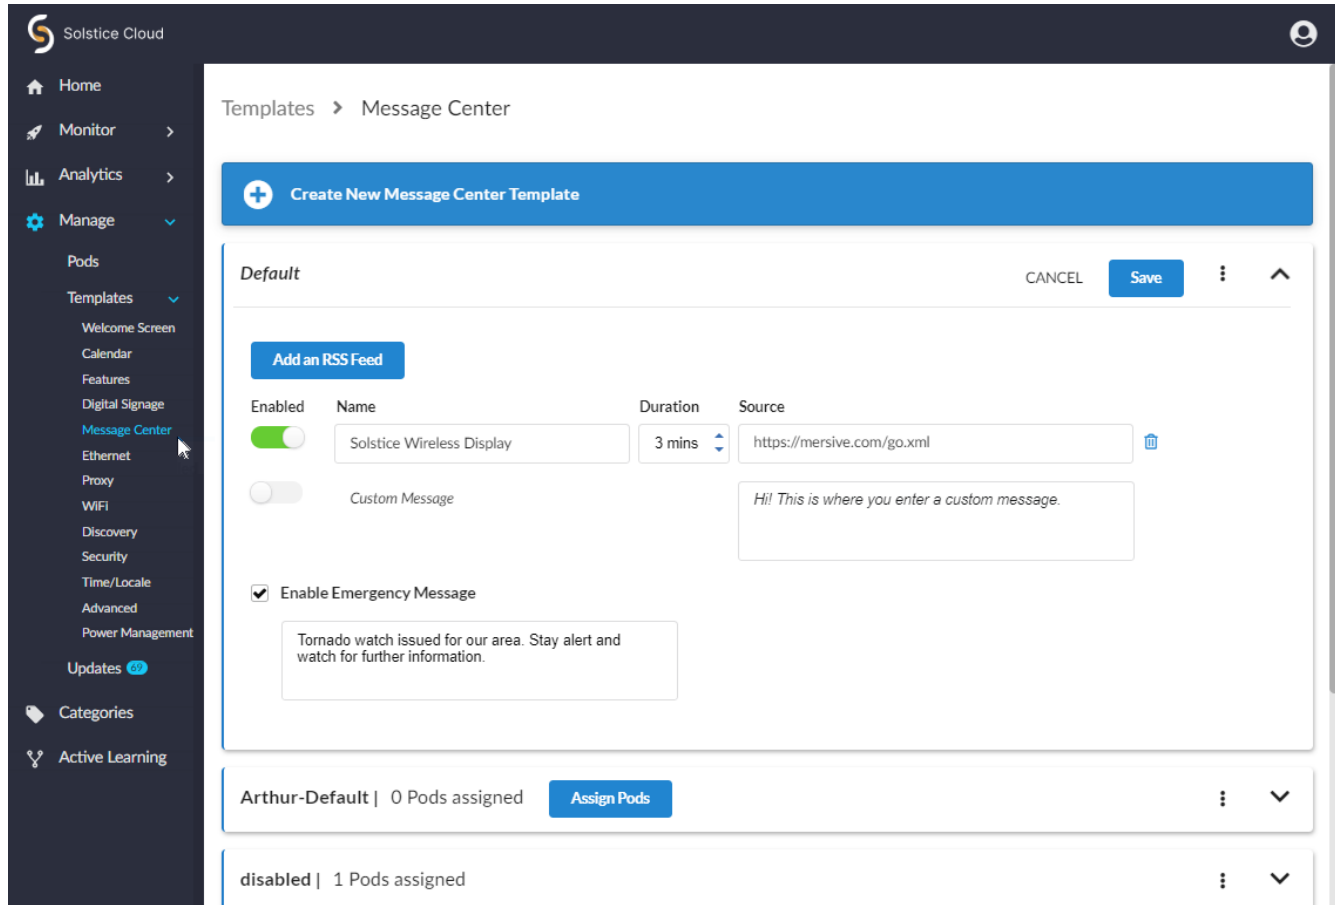 Solstice Cloud
Home
Monitor
Analytics
Manage
Pods
Templates
Welcome Screen
Calendar
Features
Digital Signage
Message Center
Ethernet
Proxy
WiFi
Discovery
Security
Time/Locale
Advanced
Power Management
Updates 69
Categories
Active Learning
Templates > Message Center
Create New Message Center Template
Default CANCEL Save
Add an RSS Feed
Enabled Name Duration Source
Solstice Wireless Display 3 mins https://mersive.com/go.xml
Custom Message Hi! This is where you enter a custom message.
Enable Emergency Message
Tornado watch issued for our area. Stay alert and
watch for further information.
Arthur-Default | 0 Pods assigned Assign Pods
disabled | 1 Pods assigned